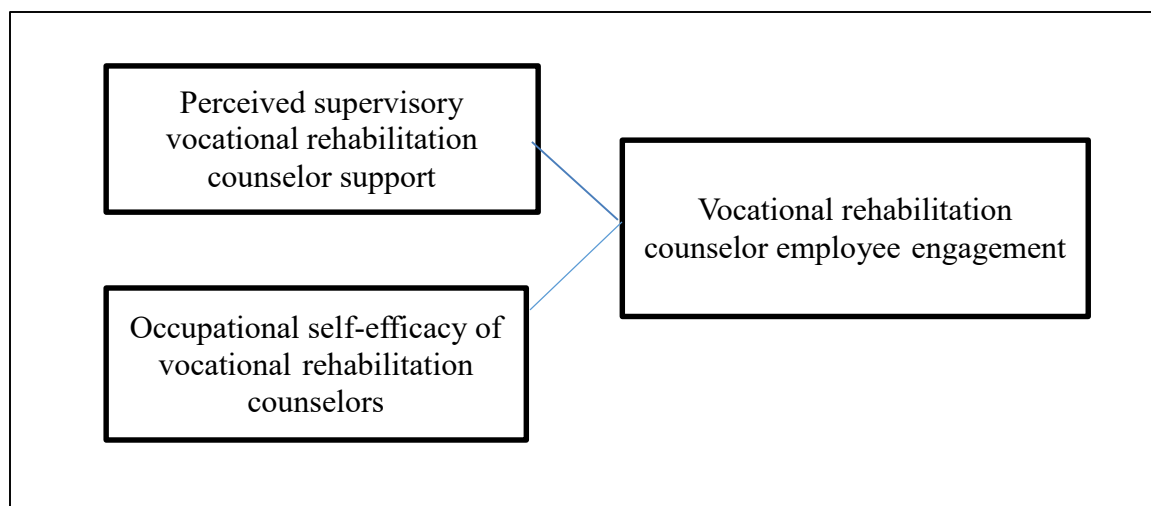 Perceived supervisory
vocational rehabilitation
counselor support
Vocational rehabilitation
counselor employee engagement
Occupational self-efficacy of
vocational rehabilitation
counselors